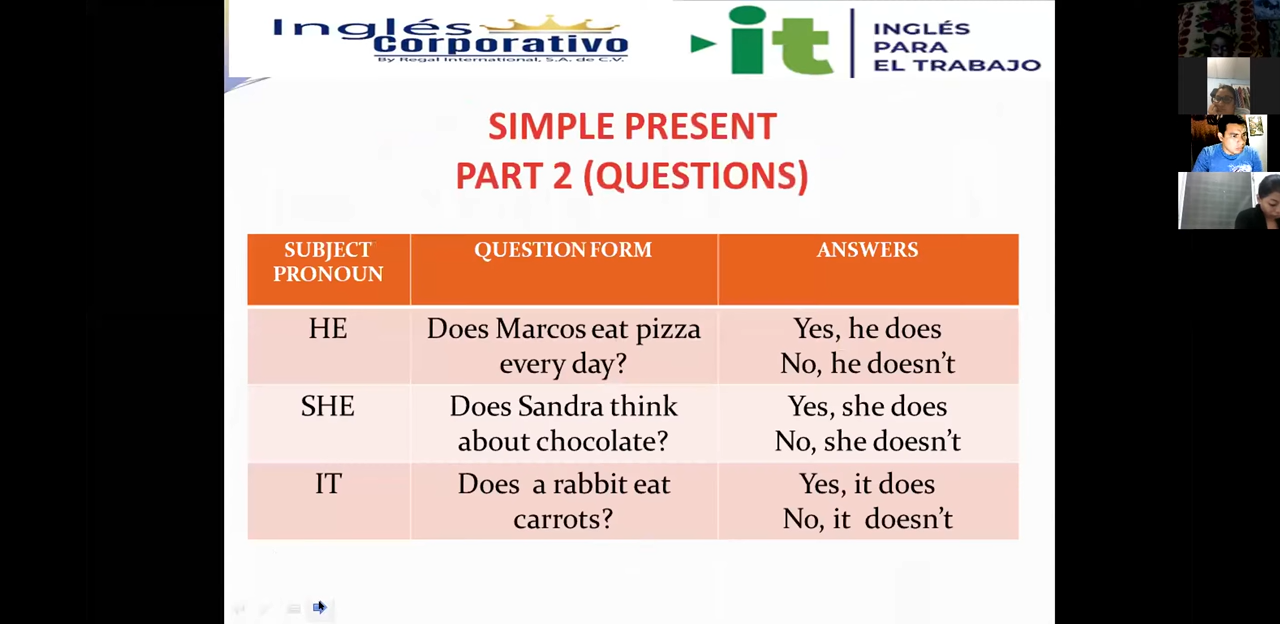 Inglés
Corporativo
By Regal International, S.A. de C.V.
it
INGLÉS
PARA
EL TRABAJO
SIMPLE PRESENT
PART 2 (QUESTIONS)
SUBJECT
PRONOUN
QUESTION FORM
ANSWERS
HE
Does Marcos eat pizza
every day?
Yes, he does
No, he doesn’t
SHE
Does Sandra think
about chocolate?
Yes, she does
No, she doesn’t
IT
Does a rabbit eat
carrots?
Yes, it does
No, it doesn’t